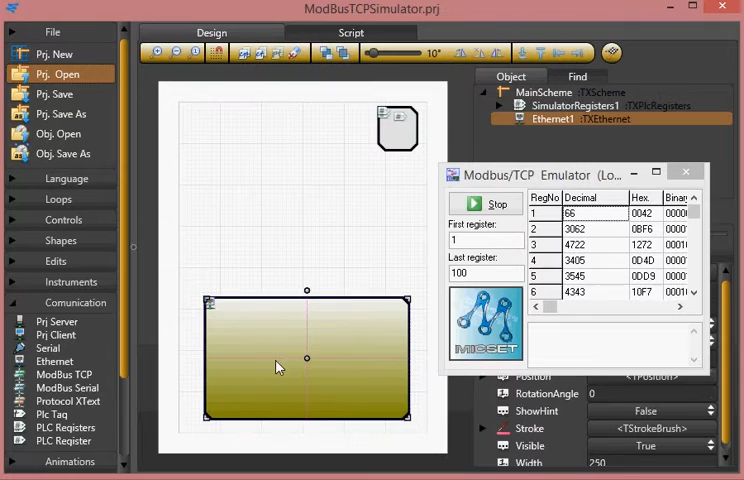 ModBusTCPSimulator.prj
File
Prj. New
Prj. Open
Prj. Save
Prj. Save As
Obj. Open
Obj. Save As
Language
Loops
Controls
Shapes
Edits
Instruments
Comunication
Prj Server
Prj Client
Serial
Ethernet
ModBus TCP
ModBus Serial
Protocol XText
Plc Taq
PLC Registers
PLC Register
Animations
Design
Script
10°
Object
Find
MainScheme :TXScheme
SimulatorRegisters1 :TXPlcRegisters
Ethernet1 :TXEthernet
Modbus/TCP Emulator (Lo...
Stop
First register:
1
Last register:
100
MICSET
RegNo Decimal Hex. Binary
1 66 0042
2 3062 0BF6
3 4722 1272
4 3405 0D4D
5 3545 0DD9
6 4343 10F7
Position <TPosition>
RotationAngle 0
ShowHint False
Stroke <TStrokeBrush>
Visible True
Width 250